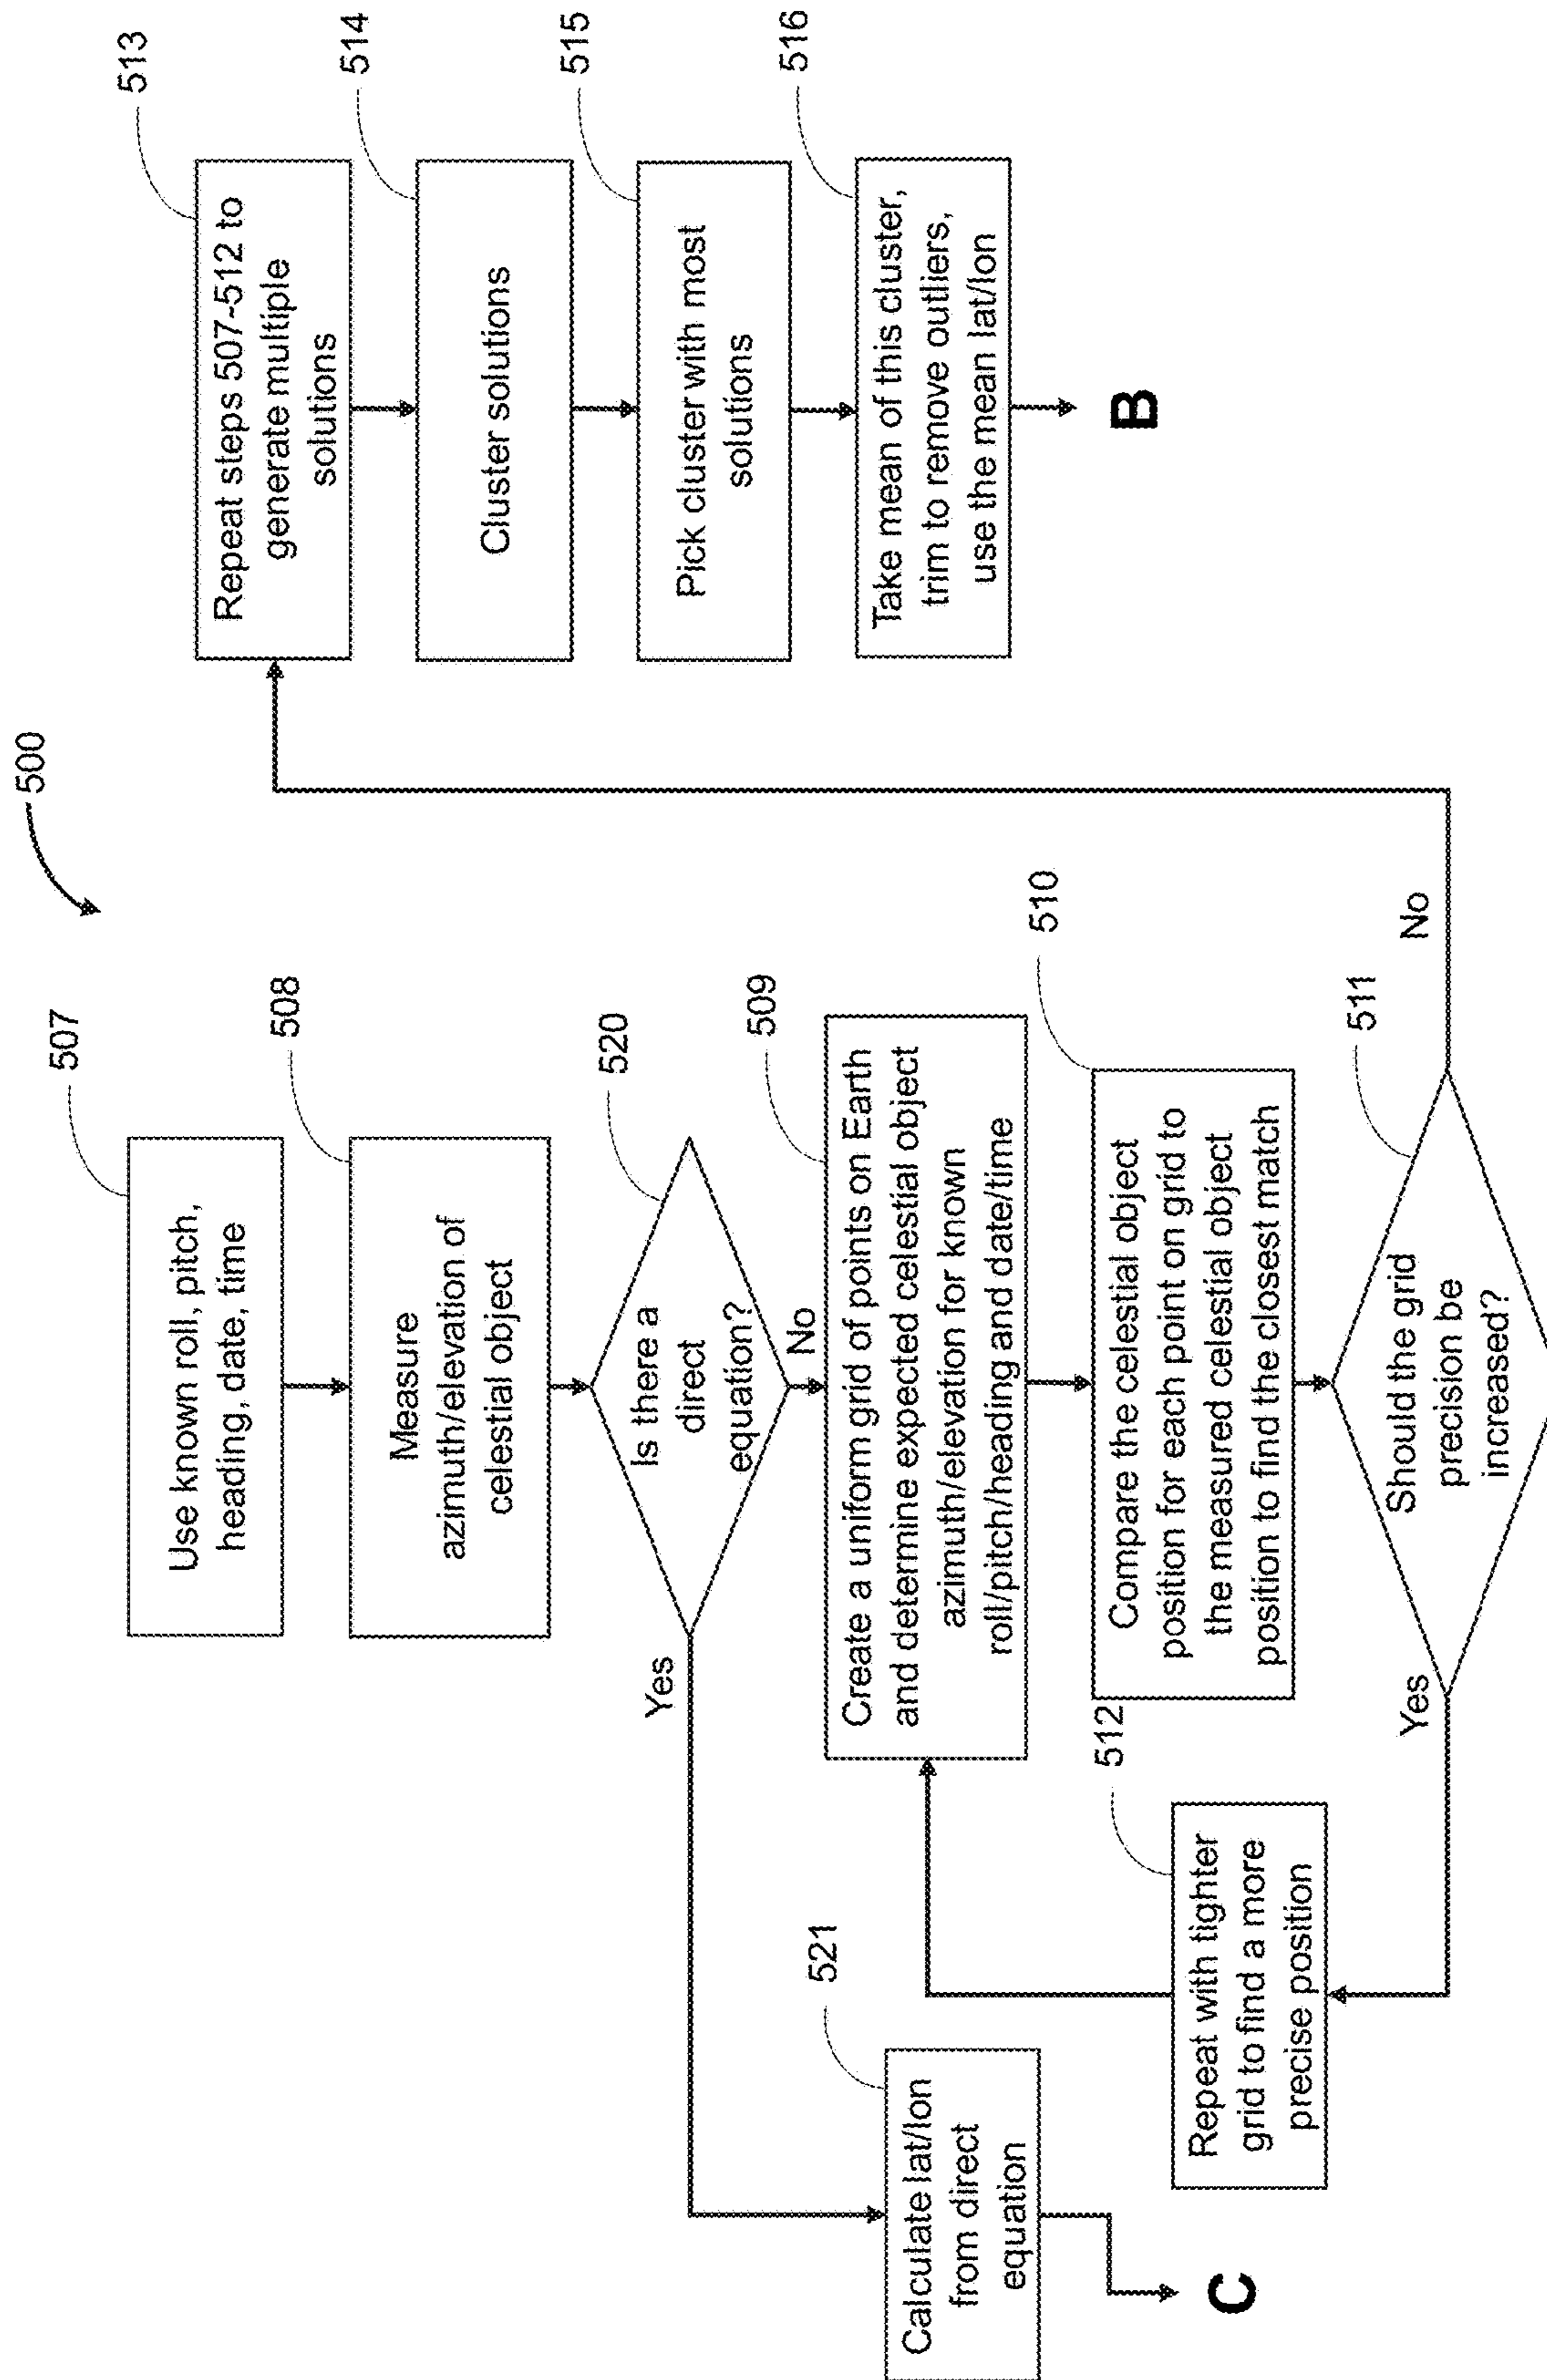 500
507
Use known roll, pitch,
heading, date, time
508
Measure
azimuth/elevation of
celestial object
520
Is there a
direct
equation?
Yes
No
509
Create a uniform grid of points on Earth
and determine expected celestial object
azimuth/elevation for known
roll/pitch/heading and date/time
510
Compare the celestial object
position for each point on grid to
the measured celestial object
position to find the closest match
511
Should the grid
precision be
increased?
Yes
No
512
Repeat with tighter
grid to find a more
precise position
521
Calculate lat/lon
from direct
equation
C
513
Repeat steps 507-512 to
generate multiple
solutions
514
Cluster solutions
515
Pick cluster with most
solutions
516
Take mean of this cluster,
trim to remove outliers,
use the mean lat/lon
B